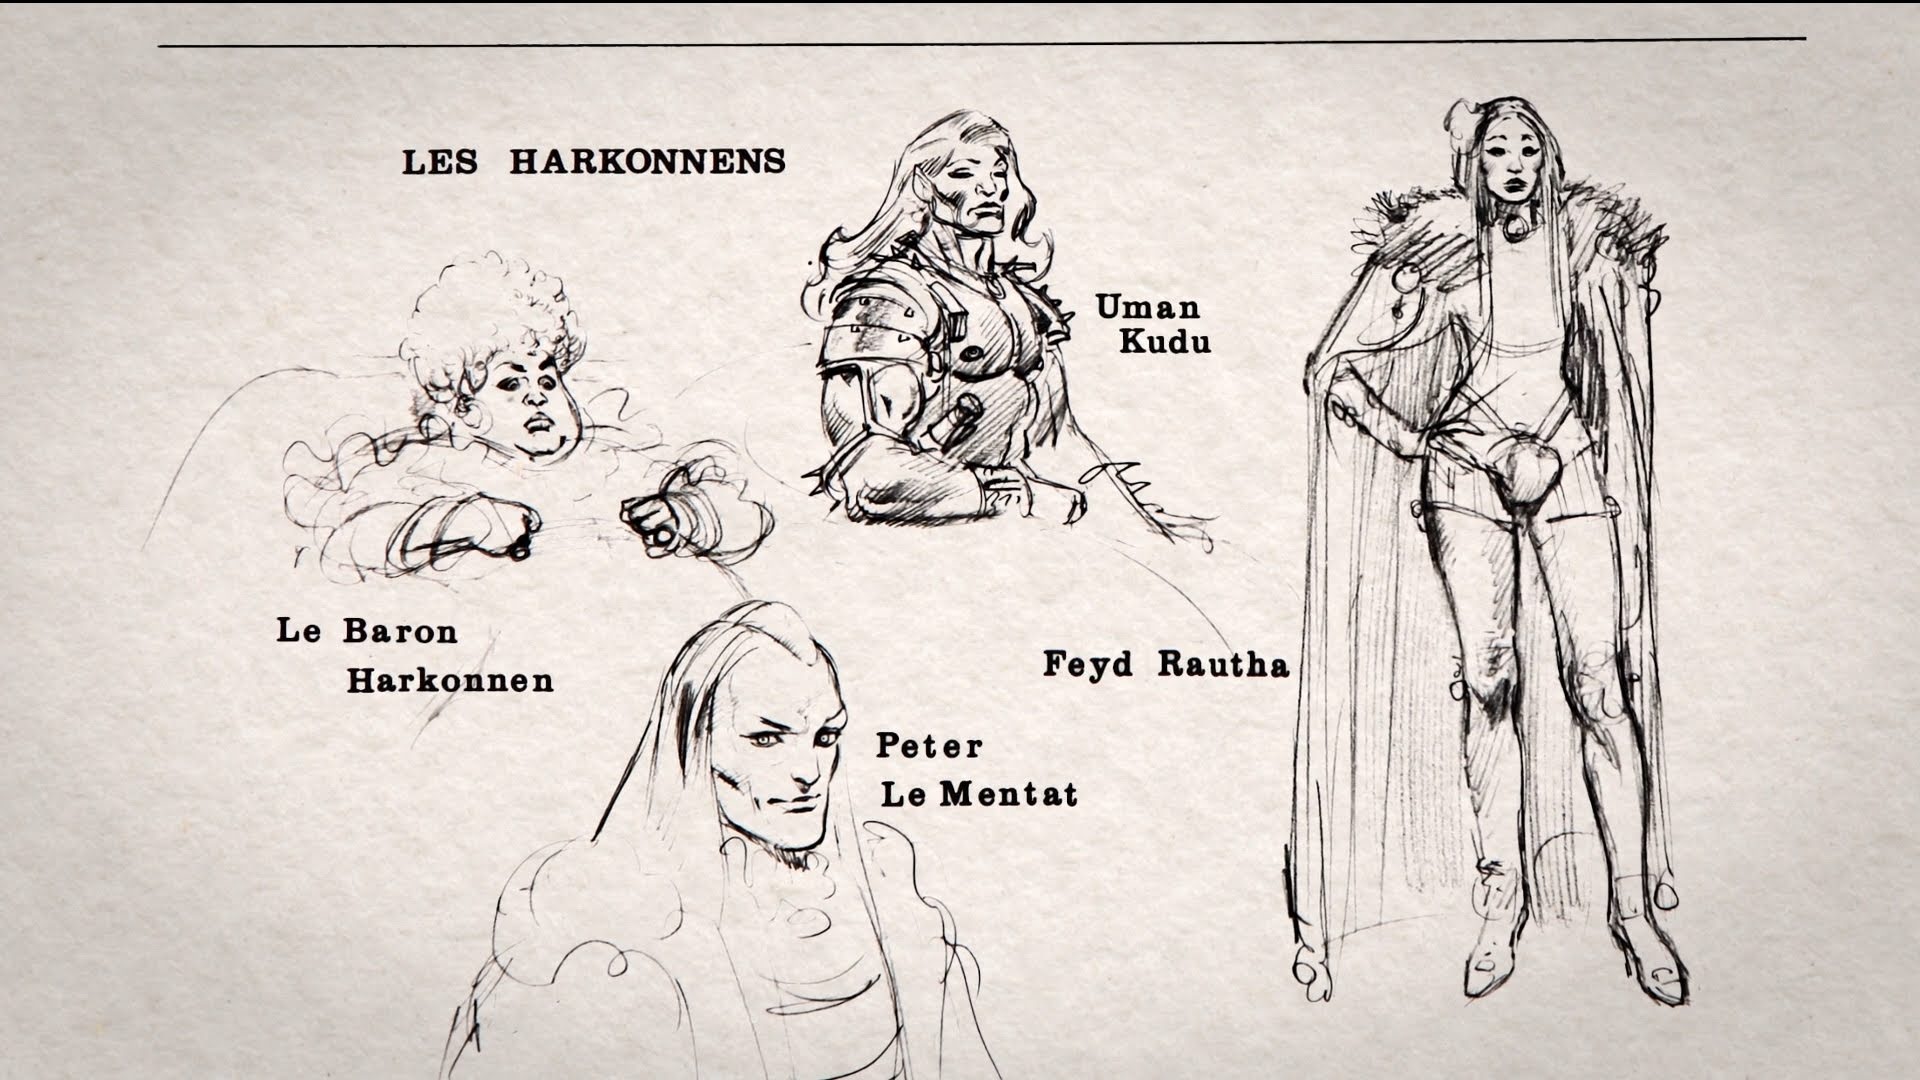 LES HARKONNENS
Uman
Kudu
Le Baron
Harkonnen
Feyd Rautha
Peter
Le Mentat